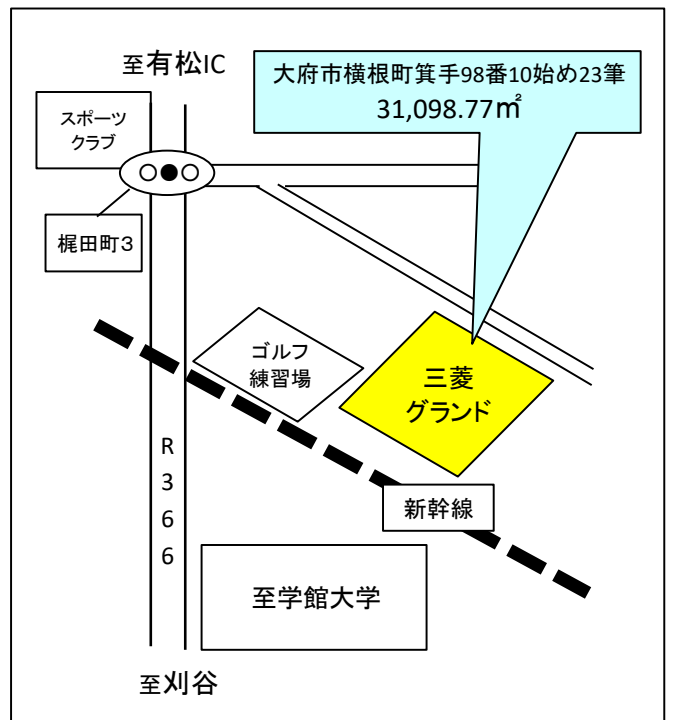 至有松IC
大府市横根町箕手98番10始め23筆
31,098.77㎡
スポーツ
クラブ
梶田町3
ゴルフ
練習場
三菱
グランド
R366
新幹線
至学館大学
至刈谷